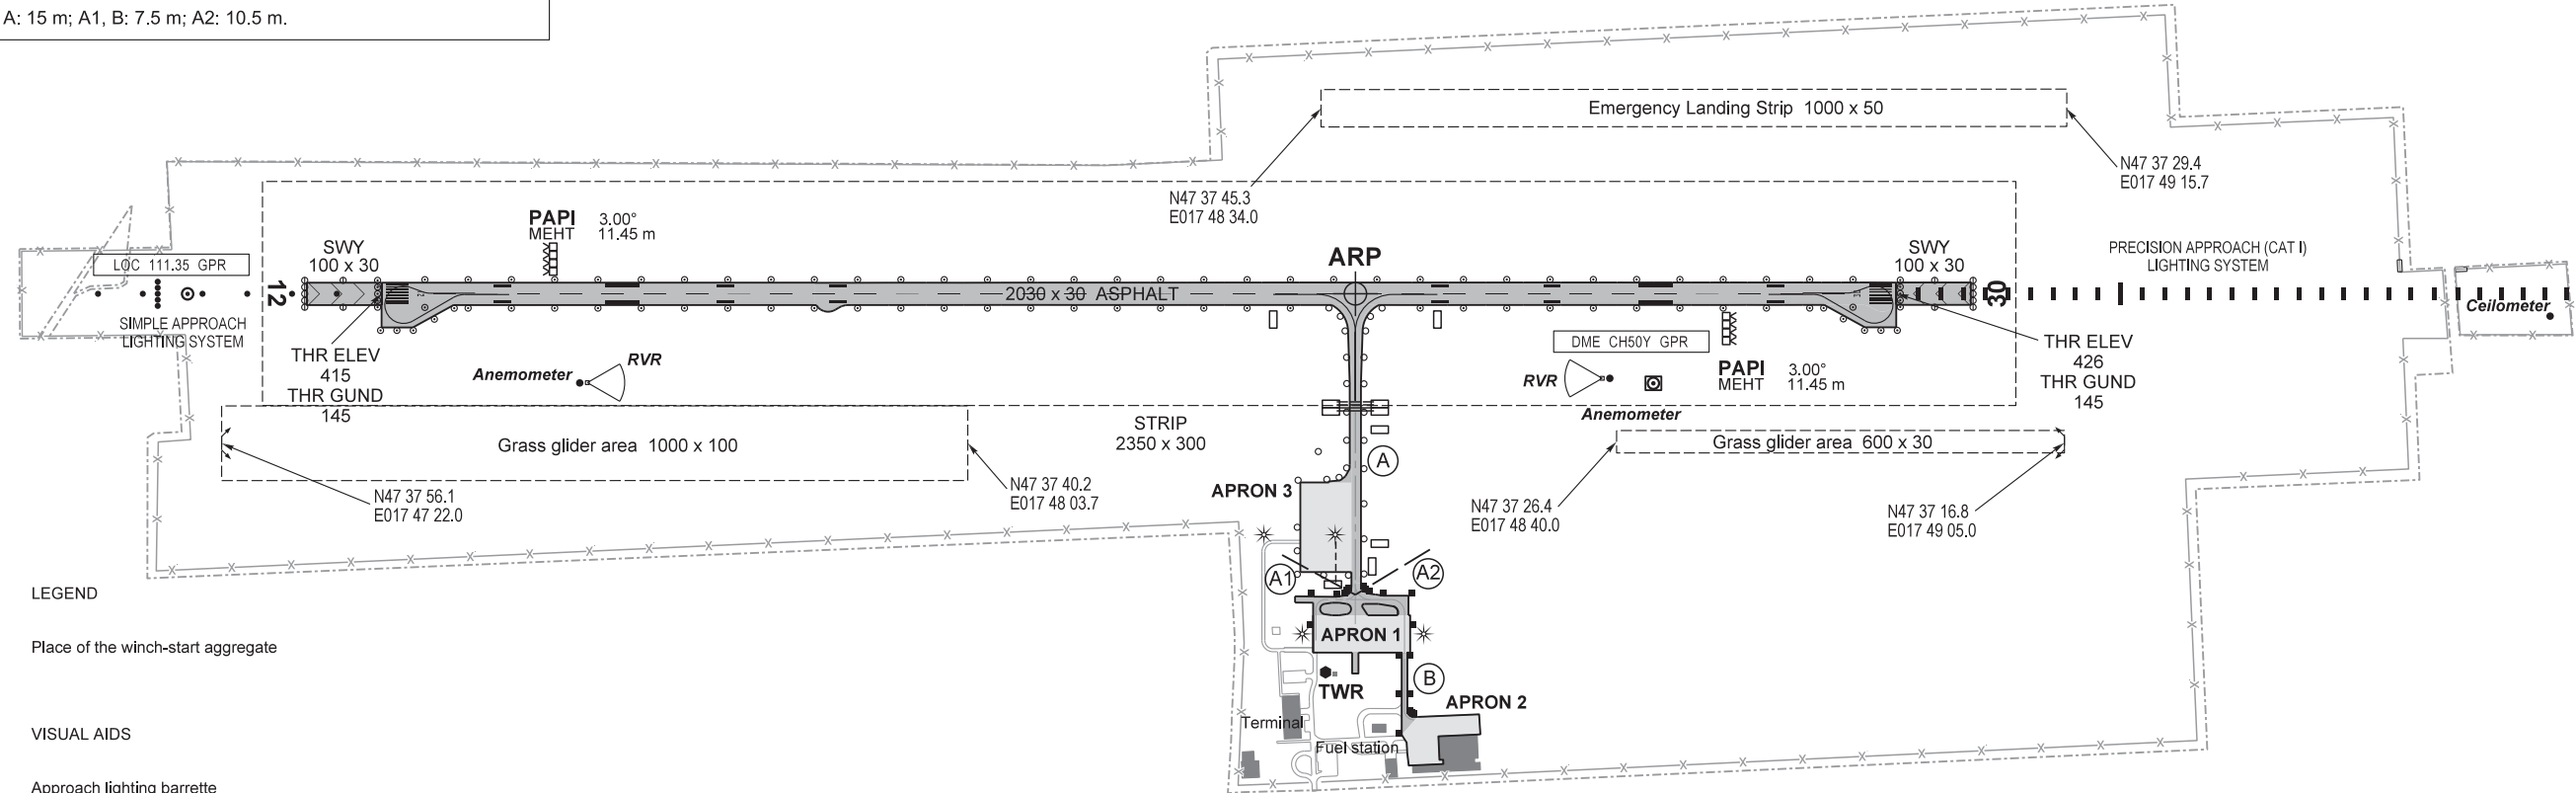 A: 15 m; A1, B: 7.5 m; A2: 10.5 m.
Emergency Landing Strip 1000 x 50
N47 37 29.4
E017 49 15.7
N47 37 45.3
E017 48 34.0
PAPI 3.00°
MEHT 11.45 m
SWY
100 x 30
LOC 111.35 GPR
12
SIMPLE APPROACH
LIGHTING SYSTEM
ARP
2030 x 30 ASPHALT
SWY
100 x 30
30
PRECISION APPROACH (CAT I)
LIGHTING SYSTEM
Ceilometer
THR ELEV
415
THR GUND
145
Anemometer
RVR
DME CH50Y GPR
RVR
Anemometer
PAPI 3.00°
MEHT 11.45 m
THR ELEV
426
THR GUND
145
Grass glider area 1000 x 100
STRIP
2350 x 300
Grass glider area 600 x 30
N47 37 56.1
E017 47 22.0
N47 37 40.2
E017 48 03.7
A
APRON 3
N47 37 26.4
E017 48 40.0
N47 37 16.8
E017 49 05.0
A1
A2
APRON 1
B
TWR
APRON 2
Terminal
Fuel station
LEGEND
Place of the winch-start aggregate
VISUAL AIDS
Approach lighting barrette